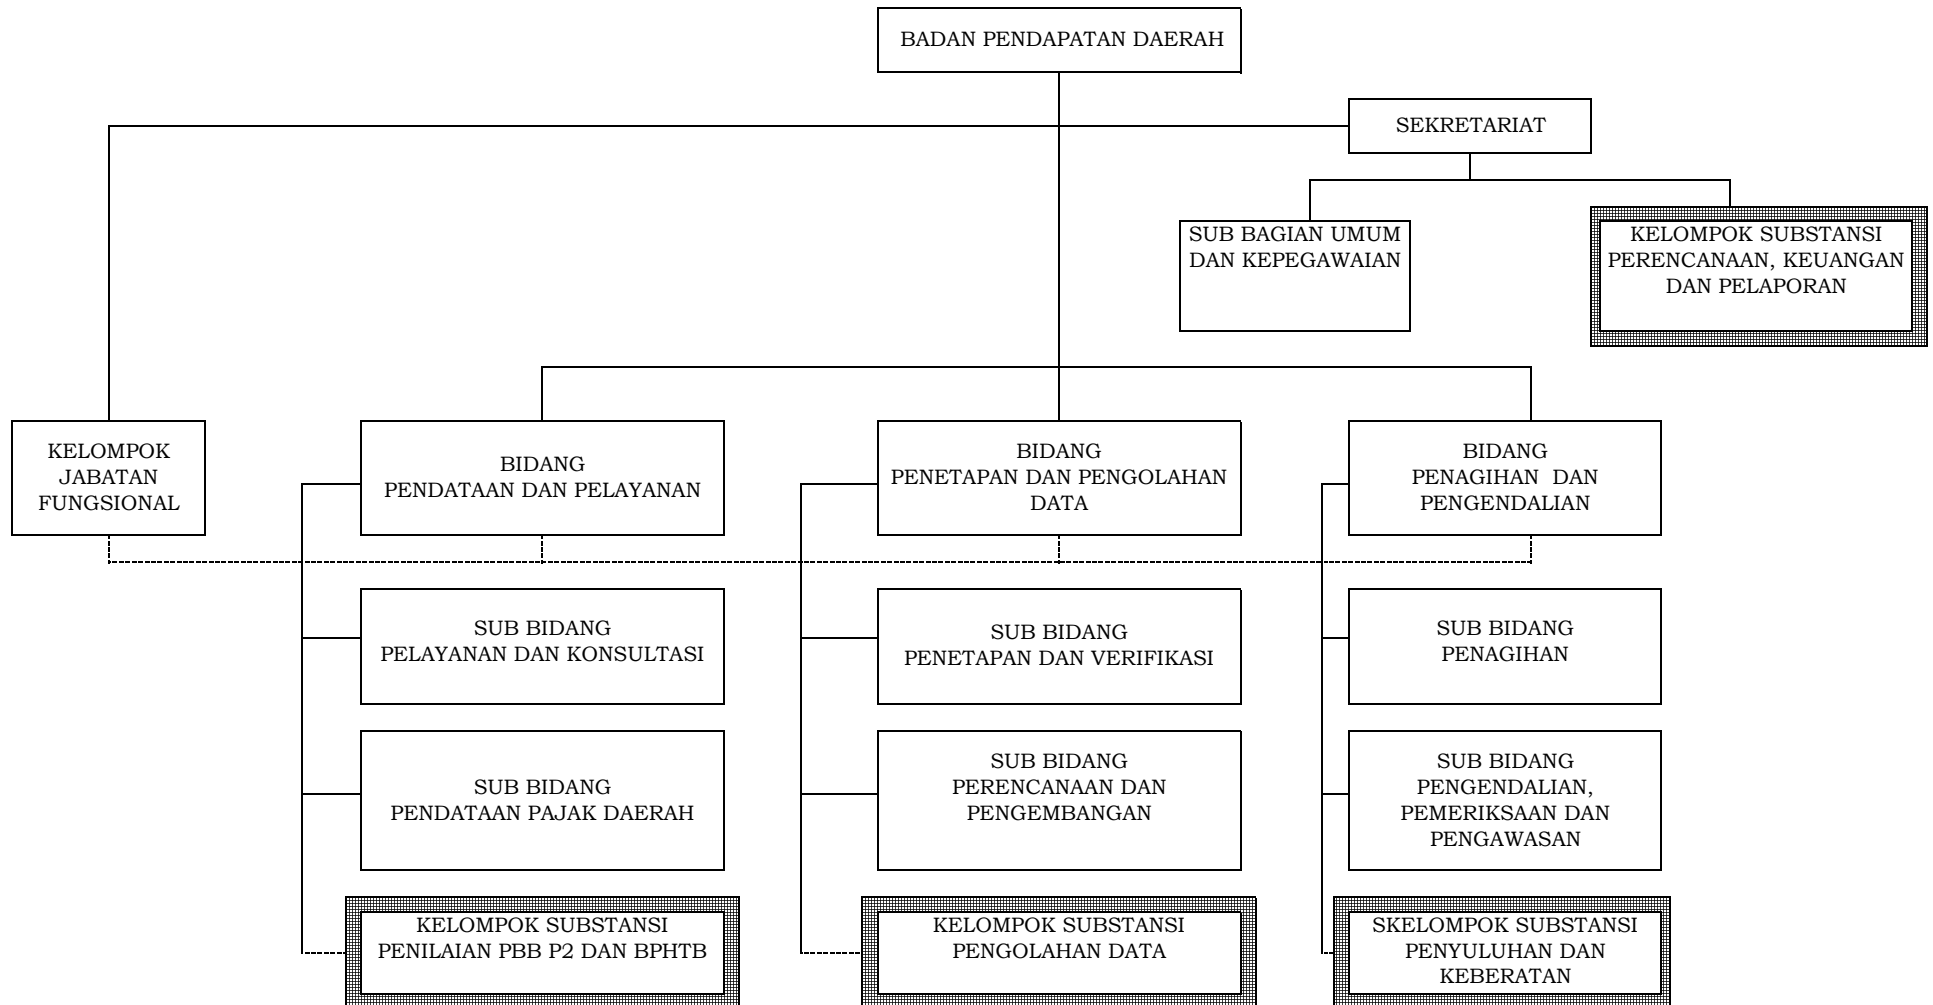 BADAN PENDAPATAN DAERAH
SEKRETARIAT
SUB BAGIAN UMUM
DAN KEPEGAWAIAN
KELOMPOK SUBSTANSI
PERENCANAAN, KEUANGAN
DAN PELAPORAN
KELOMPOK
JABATAN
FUNGSIONAL
BIDANG
PENDATAAN DAN PELAYANAN
BIDANG
PENETAPAN DAN PENGOLAHAN
DATA
BIDANG
PENAGIHAN DAN
PENGENDALIAN
SUB BIDANG
PELAYANAN DAN KONSULTASI
SUB BIDANG
PENETAPAN DAN VERIFIKASI
SUB BIDANG
PENAGIHAN
SUB BIDANG
PENDATAAN PAJAK DAERAH
SUB BIDANG
PERENCANAAN DAN
PENGEMBANGAN
SUB BIDANG
PENGENDALIAN,
PEMERIKSAAN DAN
PENGAWASAN
KELOMPOK SUBSTANSI
PENILAIAN PBB P2 DAN BPHTB
KELOMPOK SUBSTANSI
PENGOLAHAN DATA
SKELOMPOK SUBSTANSI
PENYULUHAN DAN
KEBERATAN